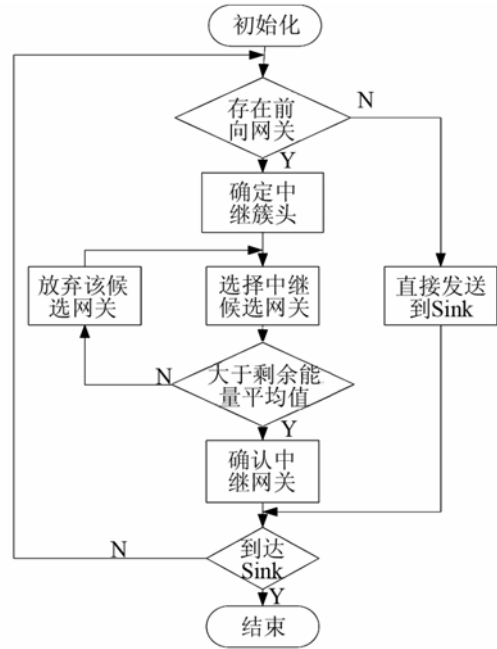 初始化
存在前
向网关
N
Y
确定中
继簇头
放弃该候
选网关
选择中继
候选网关
直接发送
到Sink
N
大于剩余能
量平均值
Y
确认中
继网关
N
到达
Sink
Y
结束